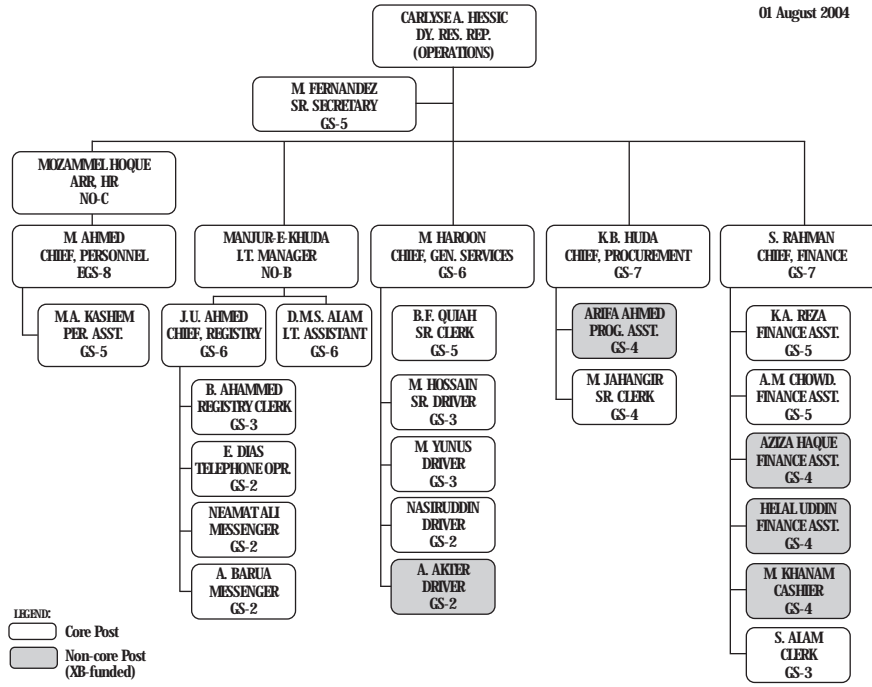 01 August 2004
CARLYSE A. HESSIC
DY. RES. REP.
(OPERATIONS)
M. FERNANDEZ
SR. SECRETARY
GS-5
MOZAMMEL HOQUE
ARR, HR
NO-C
M. AHMED
CHIEF, PERSONNEL
EGS-8
M.A. KASHEM
PER. ASST.
GS-5
MANJUR-E-KHUDA
I.T. MANAGER
NO-B
J.U. AHMED
CHIEF, REGISTRY
GS-6
D.M.S. ALAM
I.T. ASSISTANT
GS-6
B. AHAMMED
REGISTRY CLERK
GS-3
E. DIAS
TELEPHONE OPR.
GS-2
NEAMAT ALI
MESSENGER
GS-2
A. BARUA
MESSENGER
GS-2
M. HAROON
CHIEF, GEN. SERVICES
GS-6
B.F. QUIAH
SR. CLERK
GS-5
M. HOSSAIN
SR. DRIVER
GS-3
M. YUNUS
DRIVER
GS-3
NASIRUDDIN
DRIVER
GS-2
A. AKTER
DRIVER
GS-2
K.B. HUDA
CHIEF, PROCUREMENT
GS-7
ARIFA AHMED
PROG. ASST.
GS-4
M. JAHANGIR
SR. CLERK
GS-4
S. RAHMAN
CHIEF, FINANCE
GS-7
K.A. REZA
FINANCE ASST.
GS-5
A.M. CHOWD.
FINANCE ASST.
GS-5
AZIZA HAQUE
FINANCE ASST.
GS-4
HELAL UDDIN
FINANCE ASST.
GS-4
M. KHANAM
CASHIER
GS-4
S. ALAM
CLERK
GS-3
LEGEND:
Core Post
Non-core Post
(XB-funded)